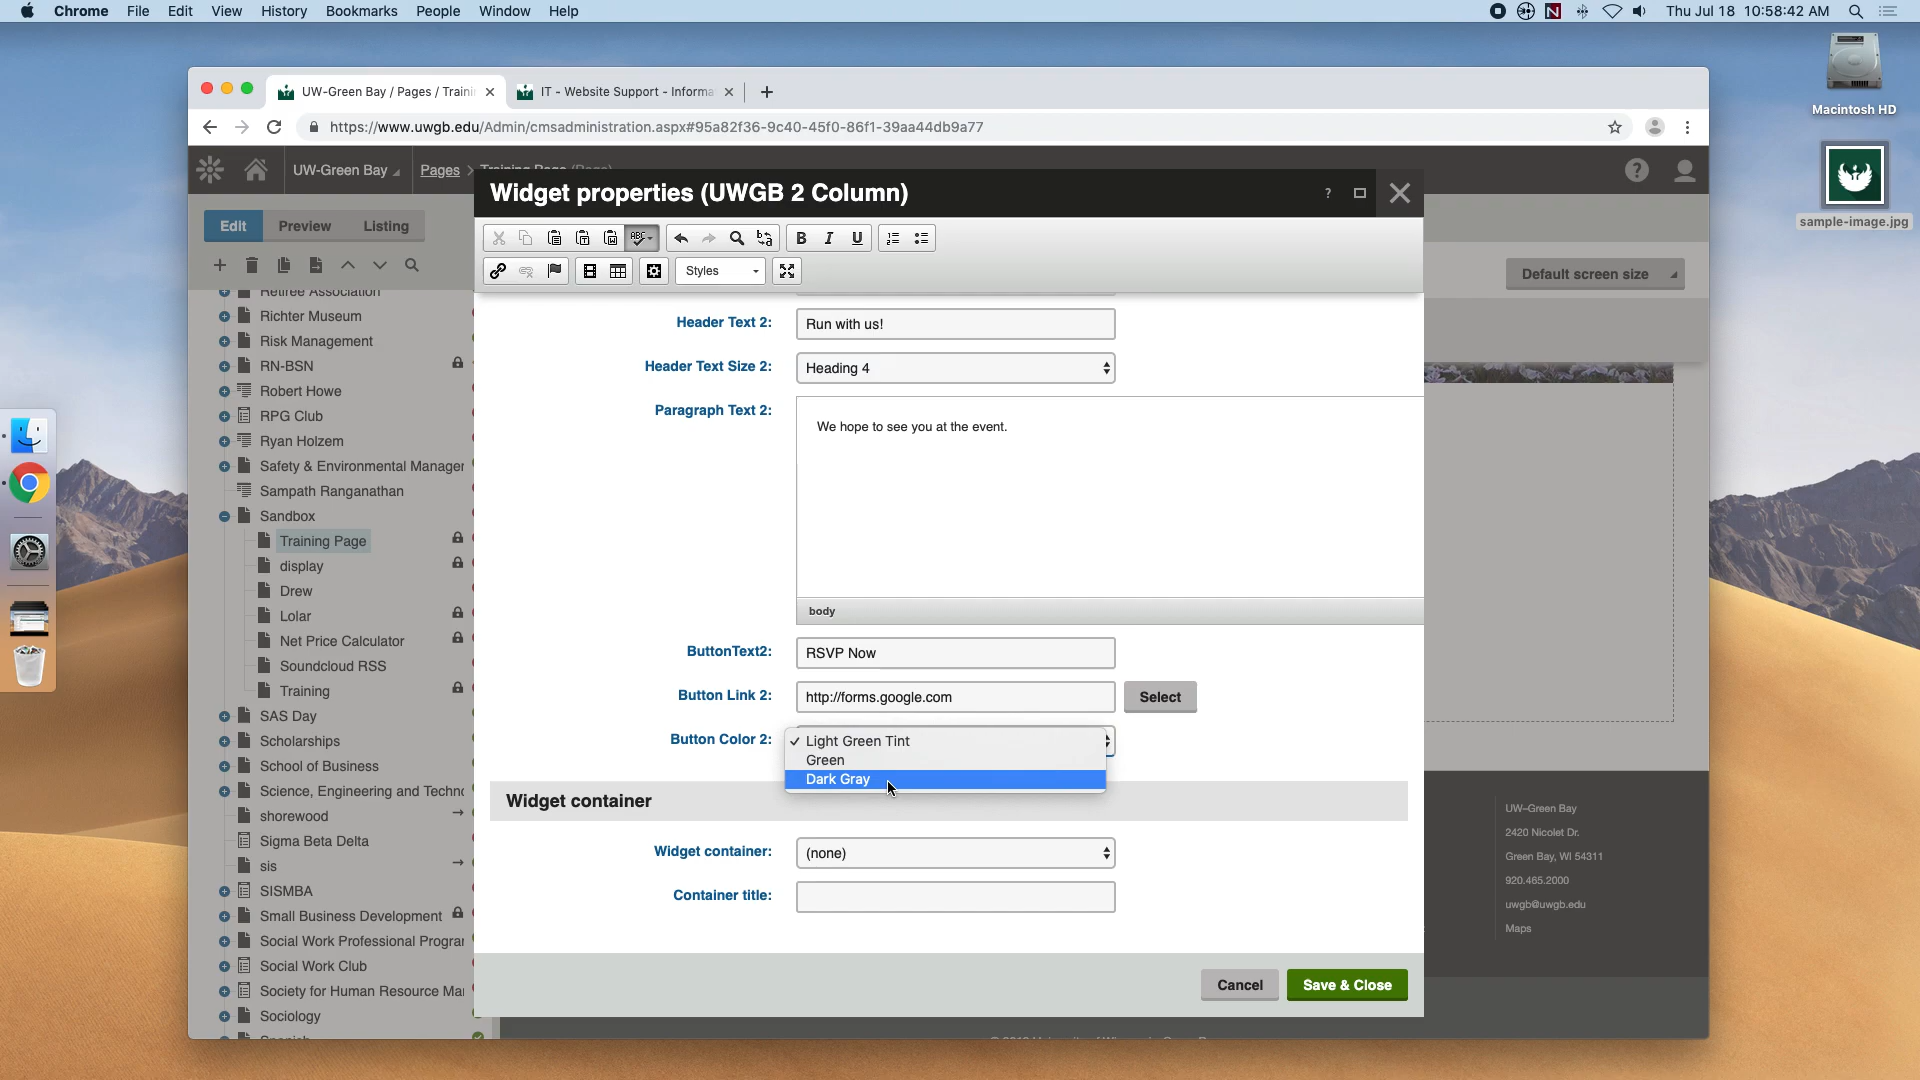 Chrome File Edit View History Bookmarks People Window Help
Thu Jul 18 10:58:42 AM
Macintosh HD
sample-image.jpg
UW-Green Bay / Pages / Traini
IT - Website Support - Informa
https://www.uwgb.edu/Admin/cmsadministration.aspx#95a82f36-9c40-45f0-86f1-39aa44db9a77
UW-Green Bay
Pages > Training Page (Page)
Edit Preview Listing
Default screen size
Retiree Association
Richter Museum
Risk Management
RN-BSN
Robert Howe
RPG Club
Ryan Holzem
Safety & Environmental Manager
Sampath Ranganathan
Sandbox
Training Page
display
Drew
Lolar
Net Price Calculator
Soundcloud RSS
Training
SAS Day
Scholarships
School of Business
Science, Engineering and Techno
shorewood
Sigma Beta Delta
sis
SISMBA
Small Business Development
Social Work Professional Progra
Social Work Club
Society for Human Resource Ma
Sociology
Widget properties (UWGB 2 Column)
?
ABC
B I U
Styles
Header Text 2: Run with us!
Header Text Size 2: Heading 4
Paragraph Text 2:
We hope to see you at the event.
body
ButtonText2: RSVP Now
Button Link 2: http://forms.google.com Select
Button Color 2: ✓ Light Green Tint
Green
Dark Gray
Widget container
Widget container: (none)
Container title:
Cancel Save & Close
UW–Green Bay
2420 Nicolet Dr.
Green Bay, WI 54311
920.465.2000
uwgb@uwgb.edu
Maps